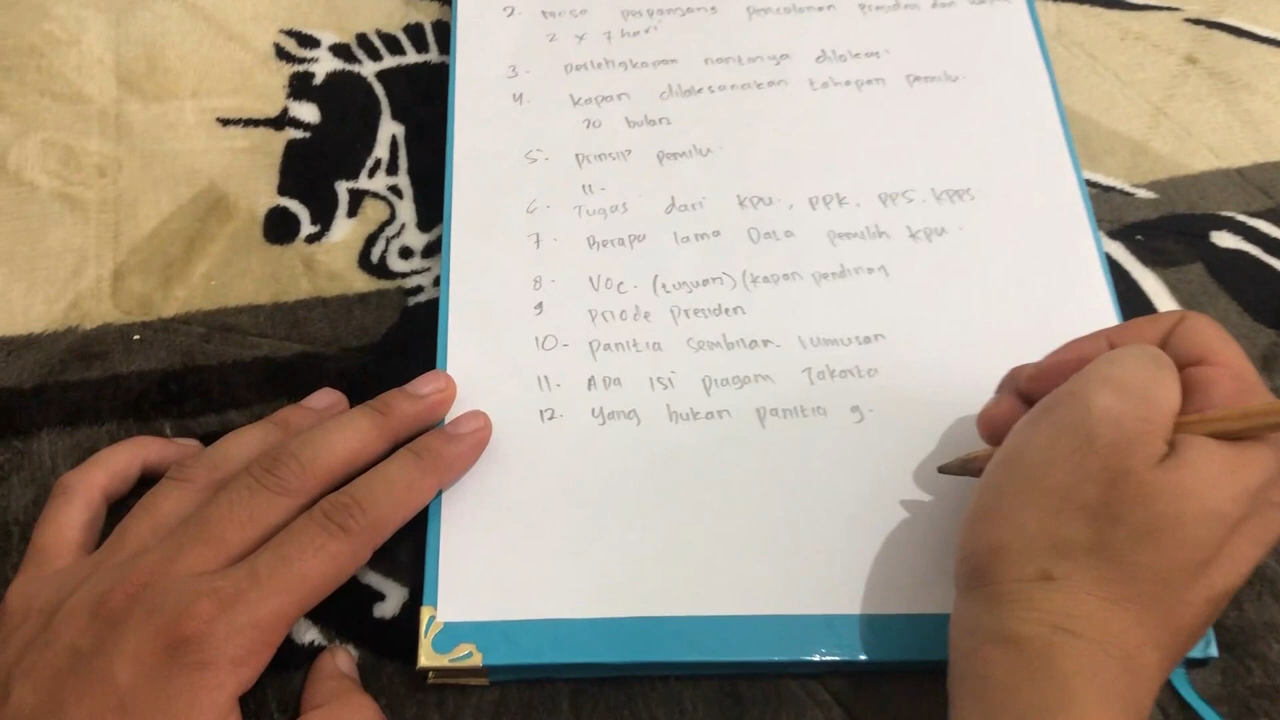 2. masa perpanjang pencalonan presiden dan
2 x 7 hari
3. perlengkapan nantinya dilokasi
4. kapan dilaksanakan tahapan pemilu.
20 bulan
5. prinsip pemilu.
11.
6. Tugas dari kpu, ppk. pps. kpps
7. Berapa lama Data pemilih kpu.
8. VOC. (tujuan) (kapan pendirian
9 priode presiden
10- panitia sembilan. rumusan
11. Apa isi piagam Jakarta
12. yang bukan panitia 9.